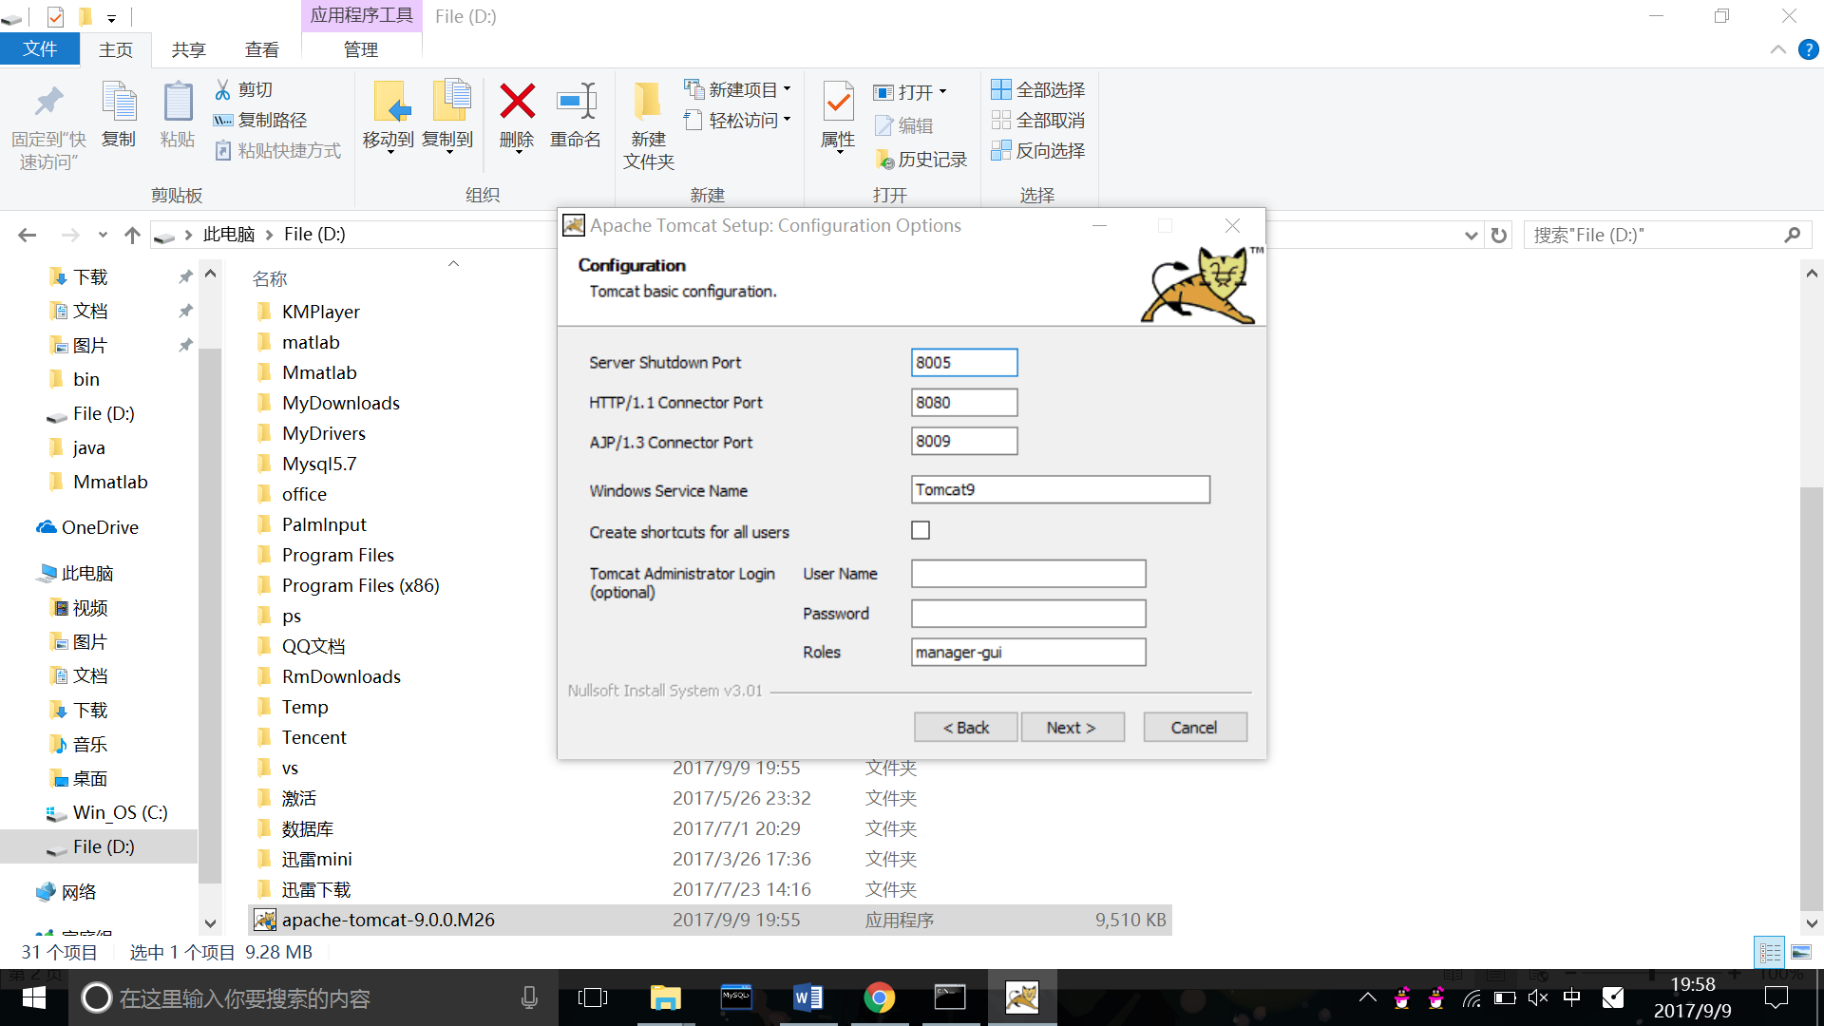 应用程序工具
File (D:)
文件
主页
共享
查看
管理
固定到“快
速访问”
复制
粘贴
剪切
复制路径
粘贴快捷方式
剪贴板
移动到
复制到
删除
重命名
组织
新建
文件夹
新建项目
轻松访问
新建
属性
打开
编辑
历史记录
打开
全部选择
全部取消
反向选择
选择
此电脑
File (D:)
搜索"File (D:)"
下载
文档
图片
bin
File (D:)
java
Mmatlab
OneDrive
此电脑
视频
图片
文档
下载
音乐
桌面
Win_OS (C:)
File (D:)
网络
名称
KMPlayer
matlab
Mmatlab
MyDownloads
MyDrivers
Mysql5.7
office
PalmInput
Program Files
Program Files (x86)
ps
QQ文档
RmDownloads
Temp
Tencent
vs 2017/9/9 19:55 文件夹
激活 2017/5/26 23:32 文件夹
数据库 2017/7/1 20:29 文件夹
迅雷mini 2017/3/26 17:36 文件夹
迅雷下载 2017/7/23 14:16 文件夹
apache-tomcat-9.0.0.M26 2017/9/9 19:55 应用程序 9,510 KB
Apache Tomcat Setup: Configuration Options
Configuration
Tomcat basic configuration.
TM
Server Shutdown Port 8005
HTTP/1.1 Connector Port 8080
AJP/1.3 Connector Port 8009
Windows Service Name Tomcat9
Create shortcuts for all users
Tomcat Administrator Login
(optional)
User Name
Password
Roles manager-gui
Nullsoft Install System v3.01
< Back
Next >
Cancel
31 个项目
选中 1 个项目 9.28 MB
在这里输入你要搜索的内容
MySQL
中
19:58
2017/9/9